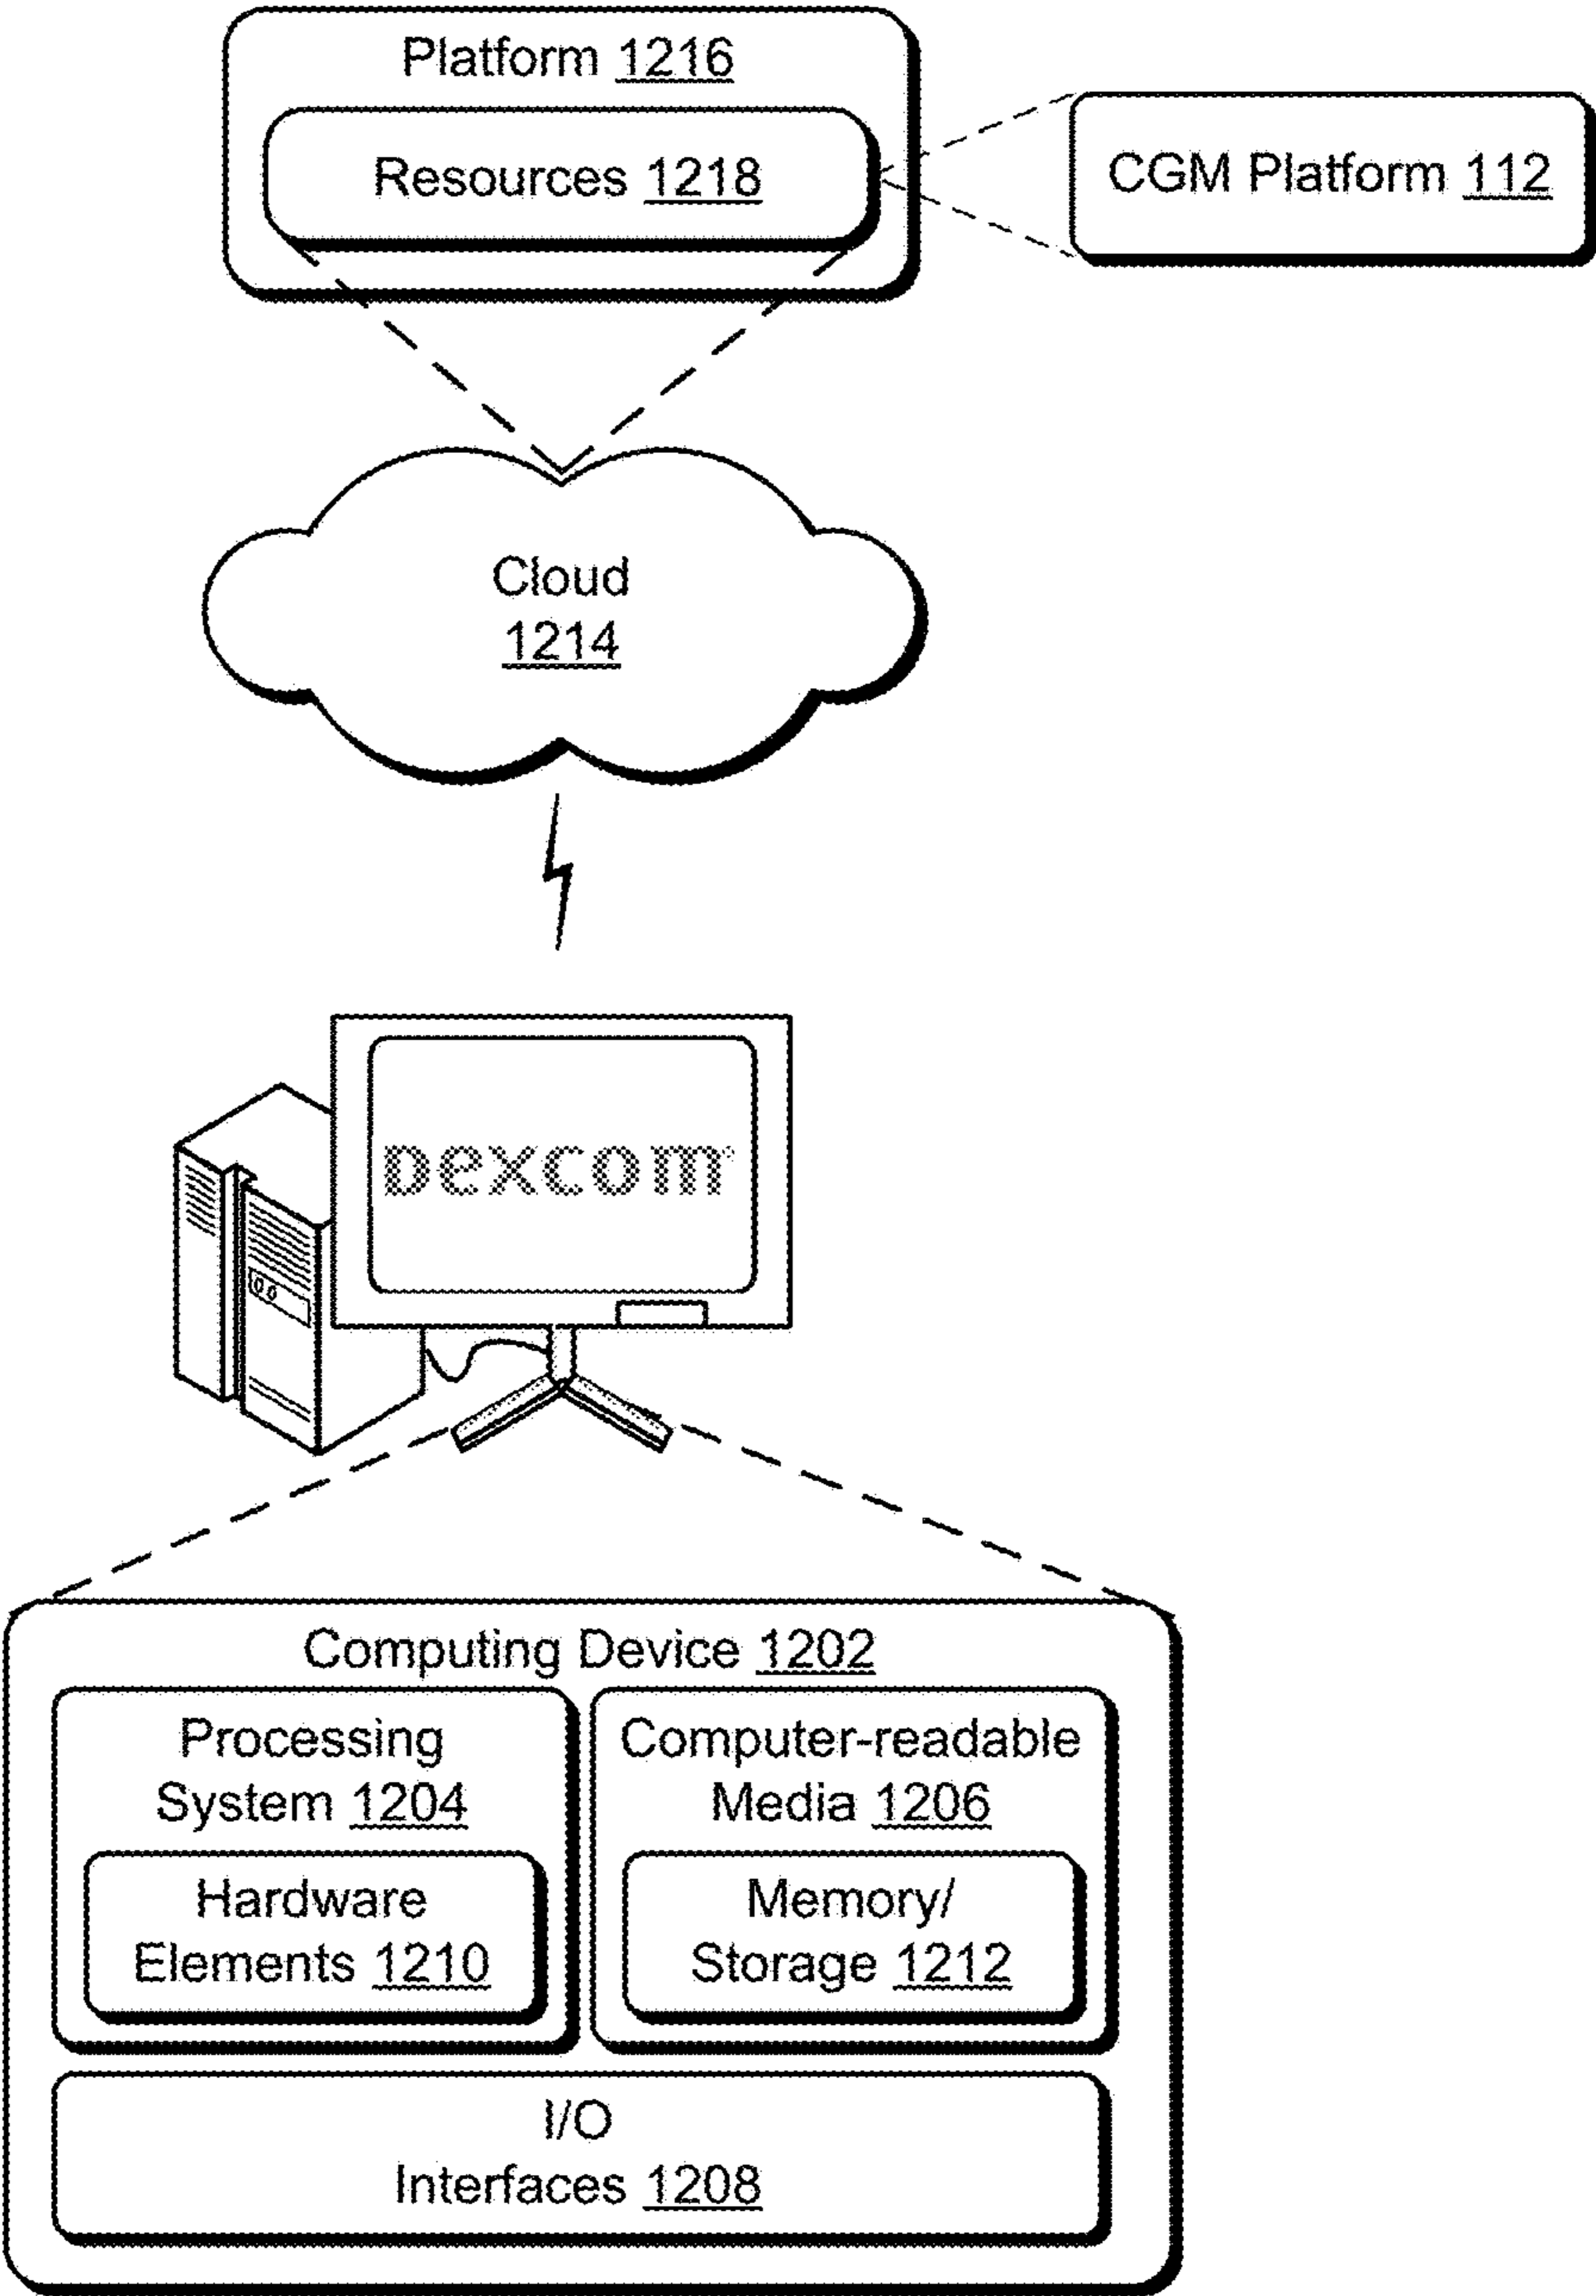 Platform 1216
Resources 1218
CGM Platform 112
Cloud
1214
Dexcom
Computing Device 1202
Processing
System 1204
Hardware
Elements 1210
Computer-readable
Media 1206
Memory/
Storage 1212
I/O
Interfaces 1208